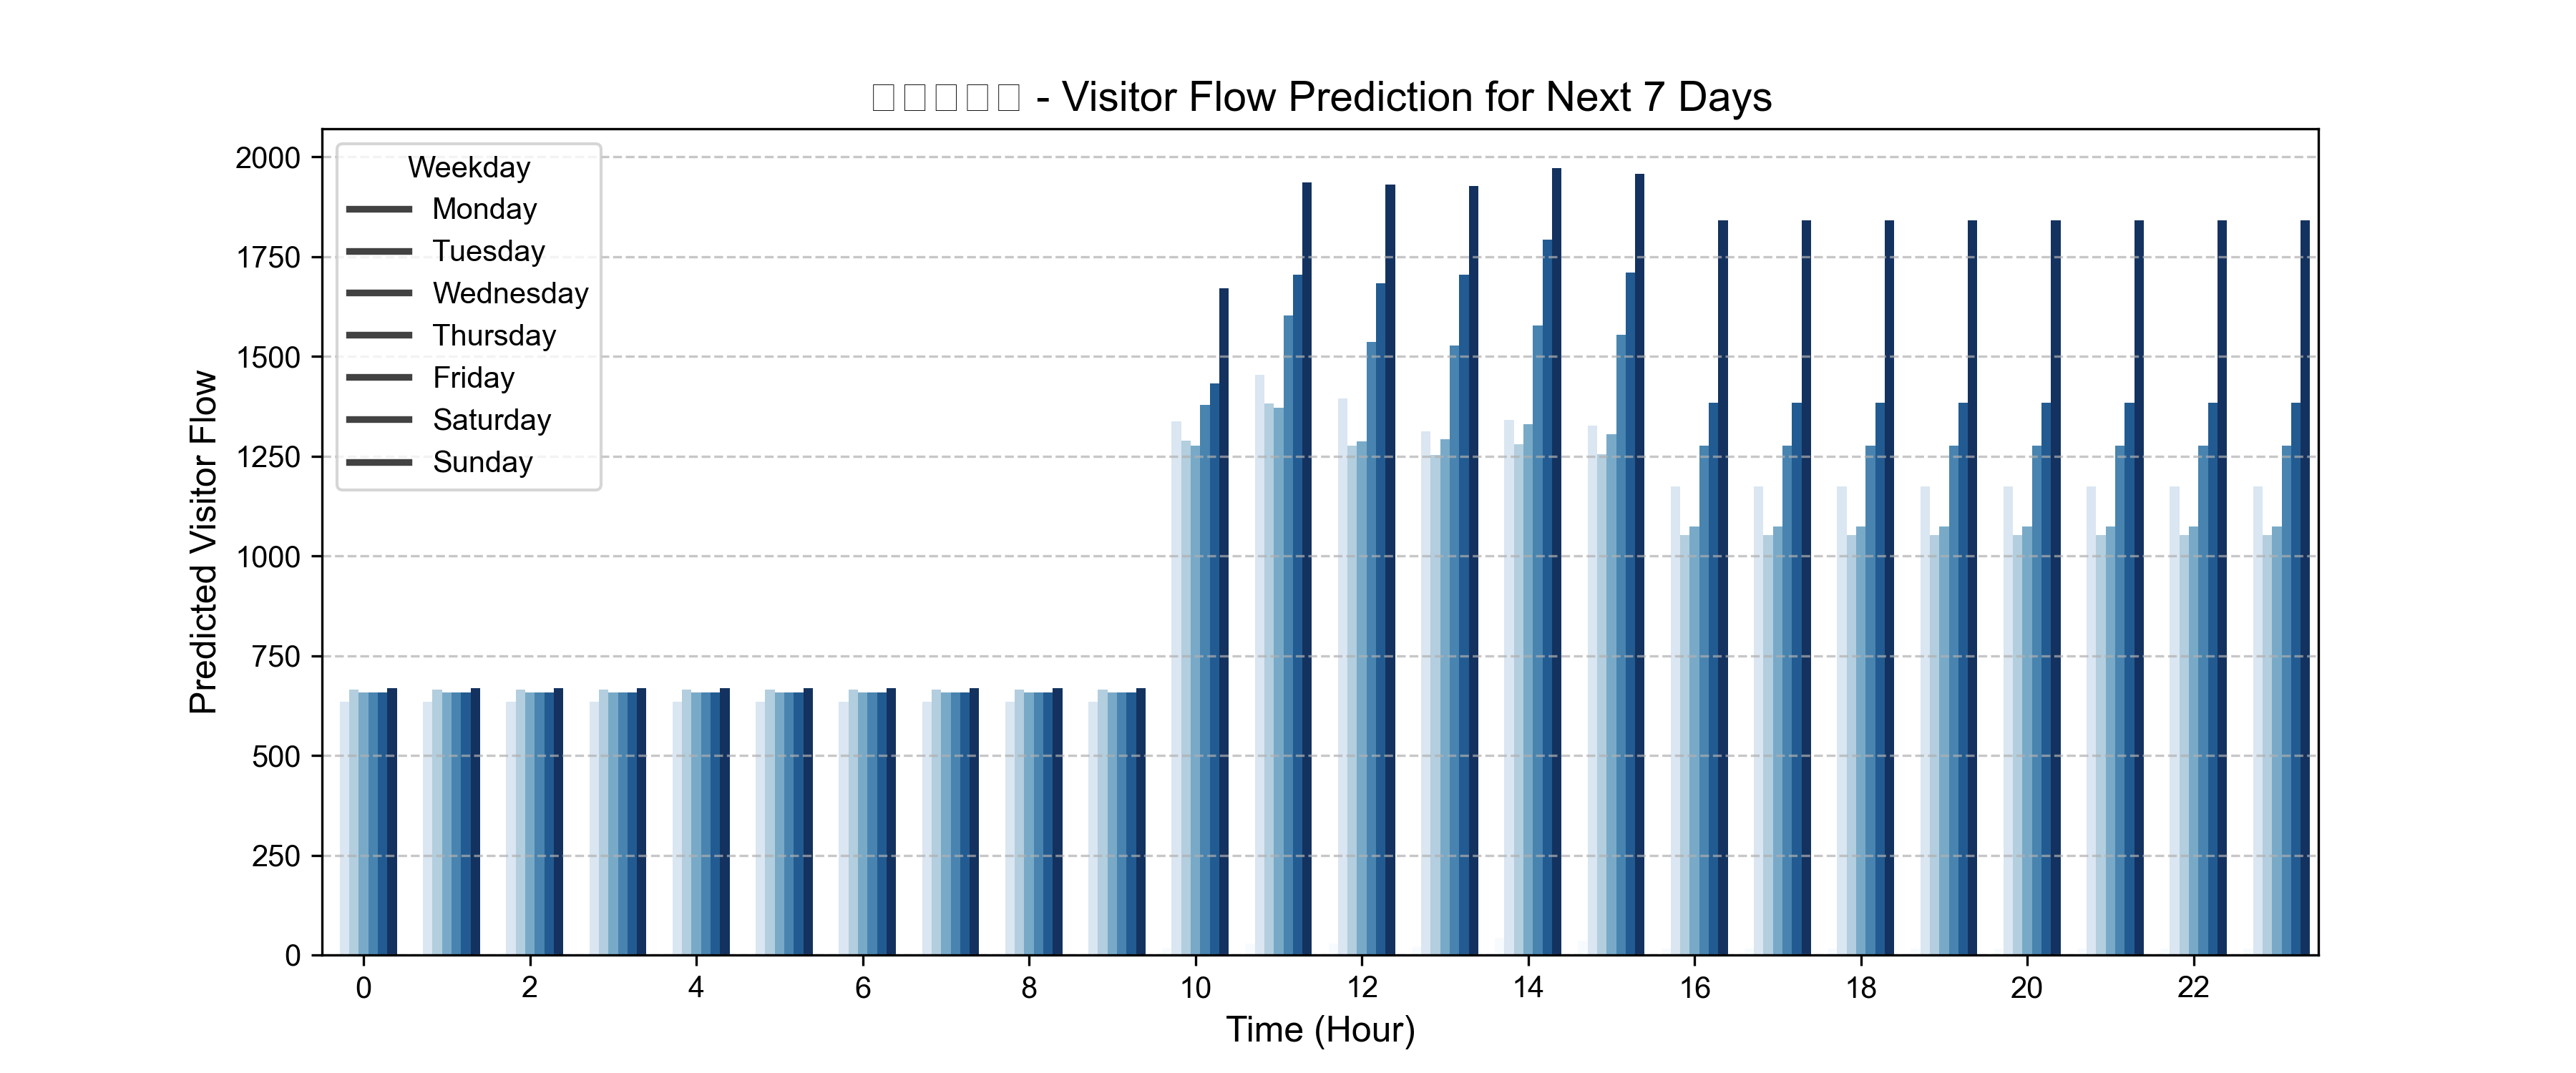 - Visitor Flow Prediction for Next 7 Days
Predicted Visitor Flow
2000
1750
1500
1250
1000
750
500
250
0
Weekday
Monday
Tuesday
Wednesday
Thursday
Friday
Saturday
Sunday
0 2 4 6 8 10 12 14 16 18 20 22
Time (Hour)